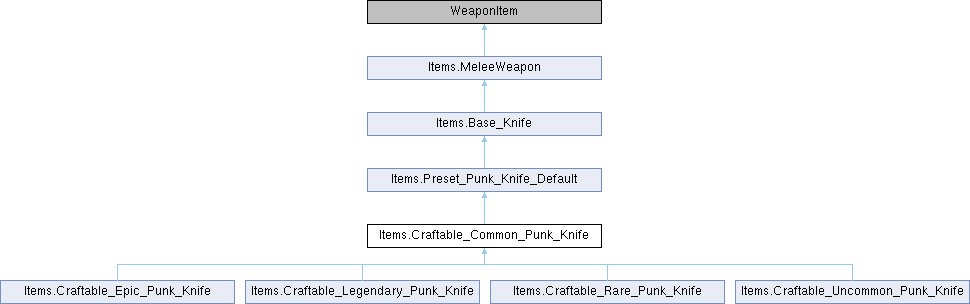 WeaponItem
Items.MeleeWeapon
Items.Base_Knife
Items.Preset_Punk_Knife_Default
Items.Craftable_Common_Punk_Knife
Items.Craftable_Epic_Punk_Knife
Items.Craftable_Legendary_Punk_Knife
Items.Craftable_Rare_Punk_Knife
Items.Craftable_Uncommon_Punk_Knife